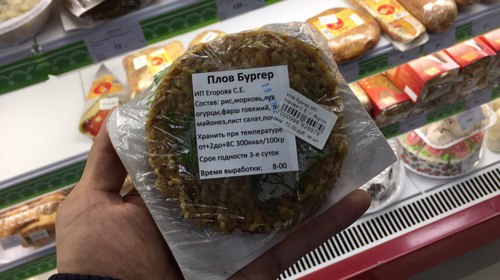 Плов Бургер
ИП Егорова С.Е.
Состав: рис,морковь,лук
огурцы,фарш говяжий,
майонез,лист салат,пом
Хранить при температуре
от+2до+8С 300ккал/100гр
Срок годности 3-е суток
Время выработки: 8-00